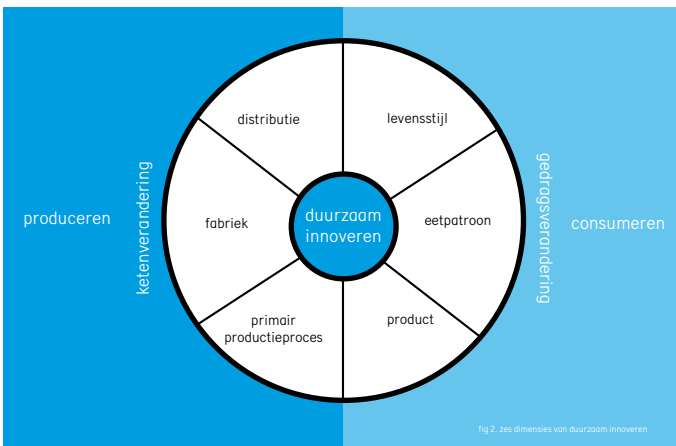 distributie
levensstijl
produceren
ketenverandering
fabriek
duurzaam
innoveren
eetpatroon
gedragsverandering
consumeren
primair
productieproces
product
fig 2. zes dimensies van duurzaam innoveren